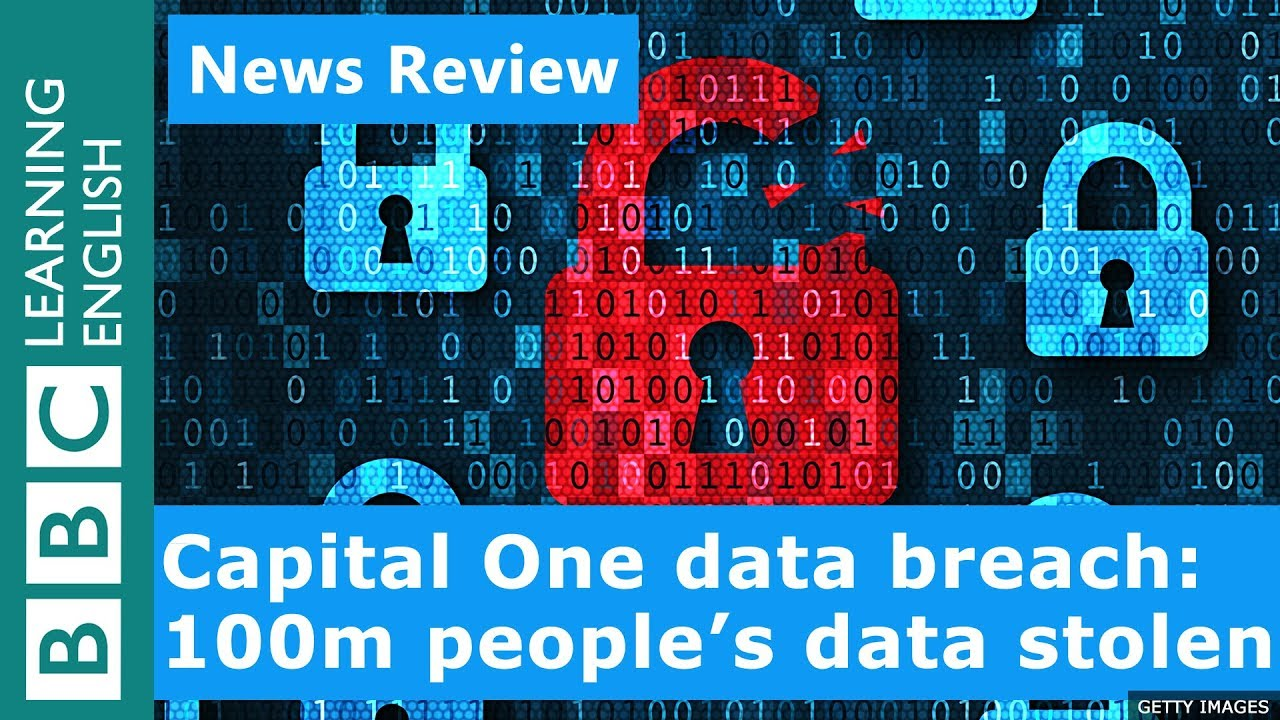 BBC
LEARNING
ENGLISH
News Review
Capital One data breach:
100m people’s data stolen
GETTY IMAGES